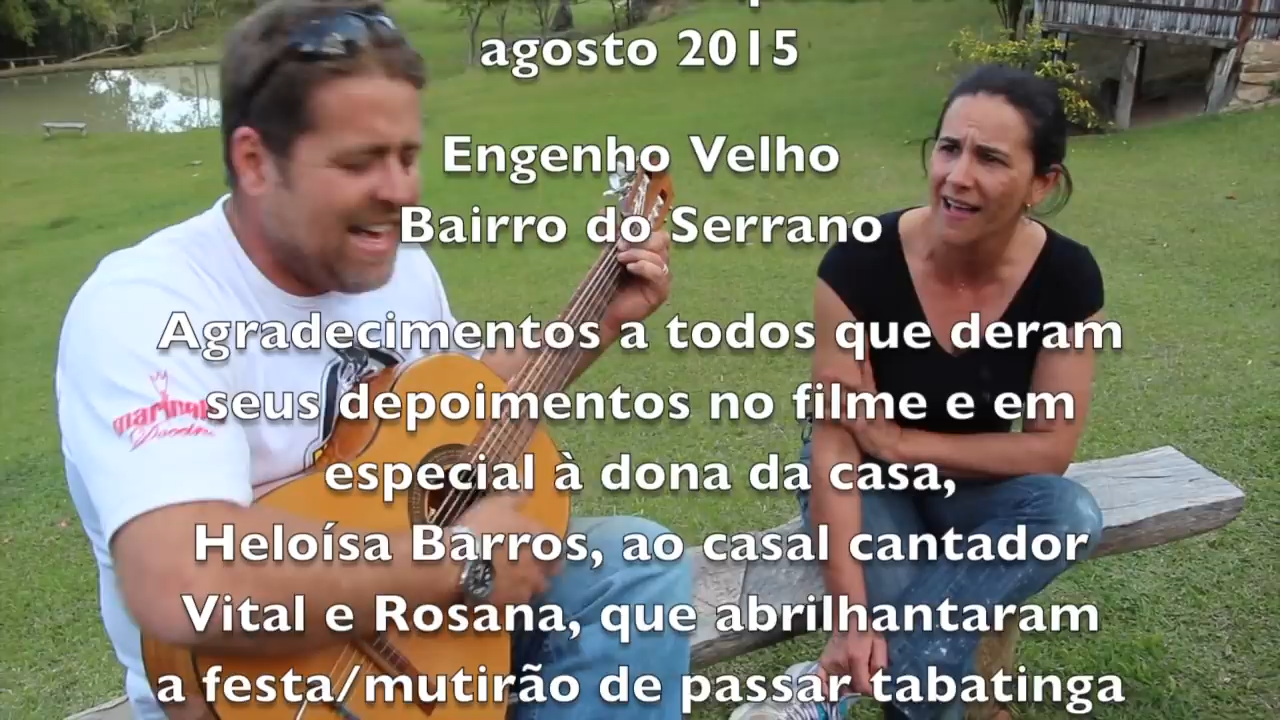 agosto 2015
Engenho Velho
Bairro do Serrano
Agradecimentos a todos que deram
seus depoimentos no filme e em
especial à dona da casa,
Heloísa Barros, ao casal cantador
Vital e Rosana, que abrilhantaram
a festa/mutirão de passar tabatinga